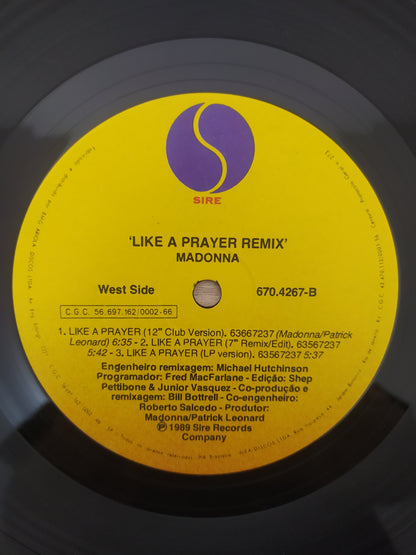 SIRE
'LIKE A PRAYER REMIX'
MADONNA
West Side 670.4267-B
C.G.C. 56.697.162/0002-66
1. LIKE A PRAYER (12" Club Version). 63667237 (Madonna/Patrick
Leonard) 6:35 - 2. LIKE A PRAYER (7" Remix/Edit). 63567237
5:42 - 3. LIKE A PRAYER (LP version). 63567237 5:37
Engenheiro remixagem: Michael Hutchinson
Programador: Fred MacFarlane - Edição: Shep
Pettibone & Junior Vasquez - Co-produção e
remixagem: Bill Bottrell - Co-engenheiro:
Roberto Salcedo - Produtor:
Madonna/Patrick Leonard
℗ 1989 Sire Records
Company